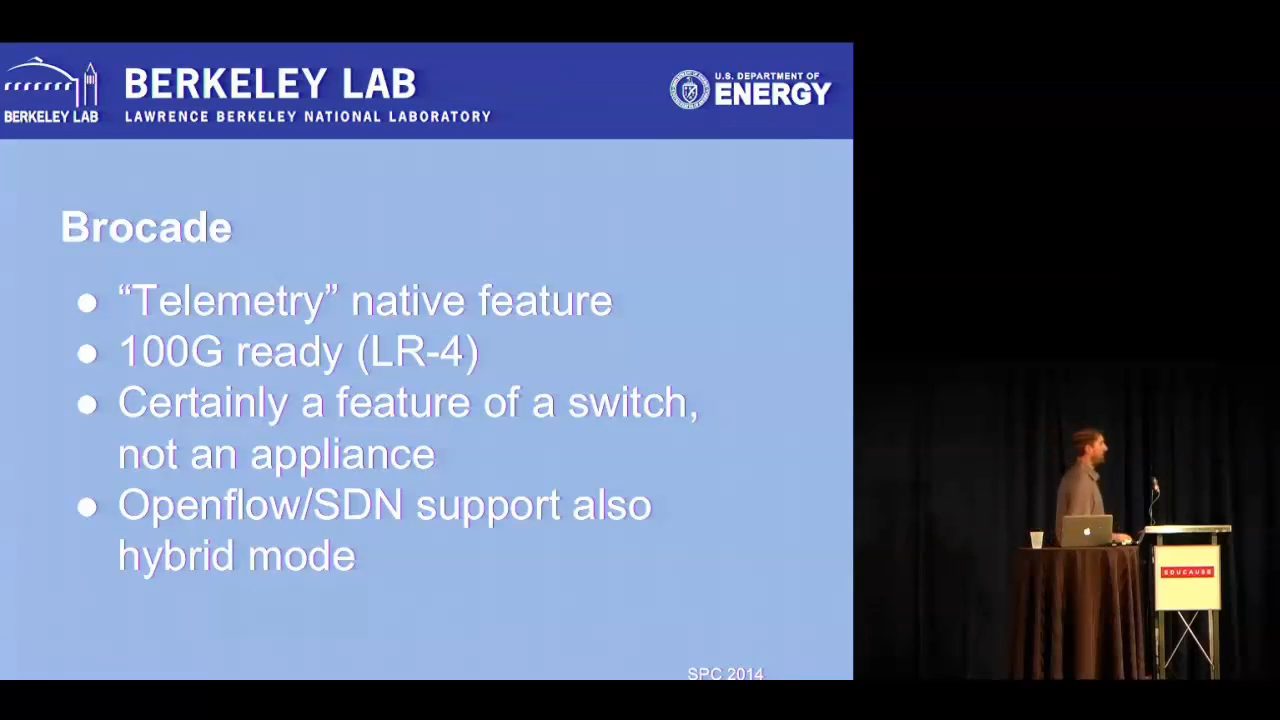 BERKELEY LAB
BERKELEY LAB
LAWRENCE BERKELEY NATIONAL LABORATORY
U.S. DEPARTMENT OF
ENERGY
Brocade
● “Telemetry” native feature
● 100G ready (LR-4)
● Certainly a feature of a switch,
not an appliance
● Openflow/SDN support also
hybrid mode
SPC 2014
EDUCAUSE